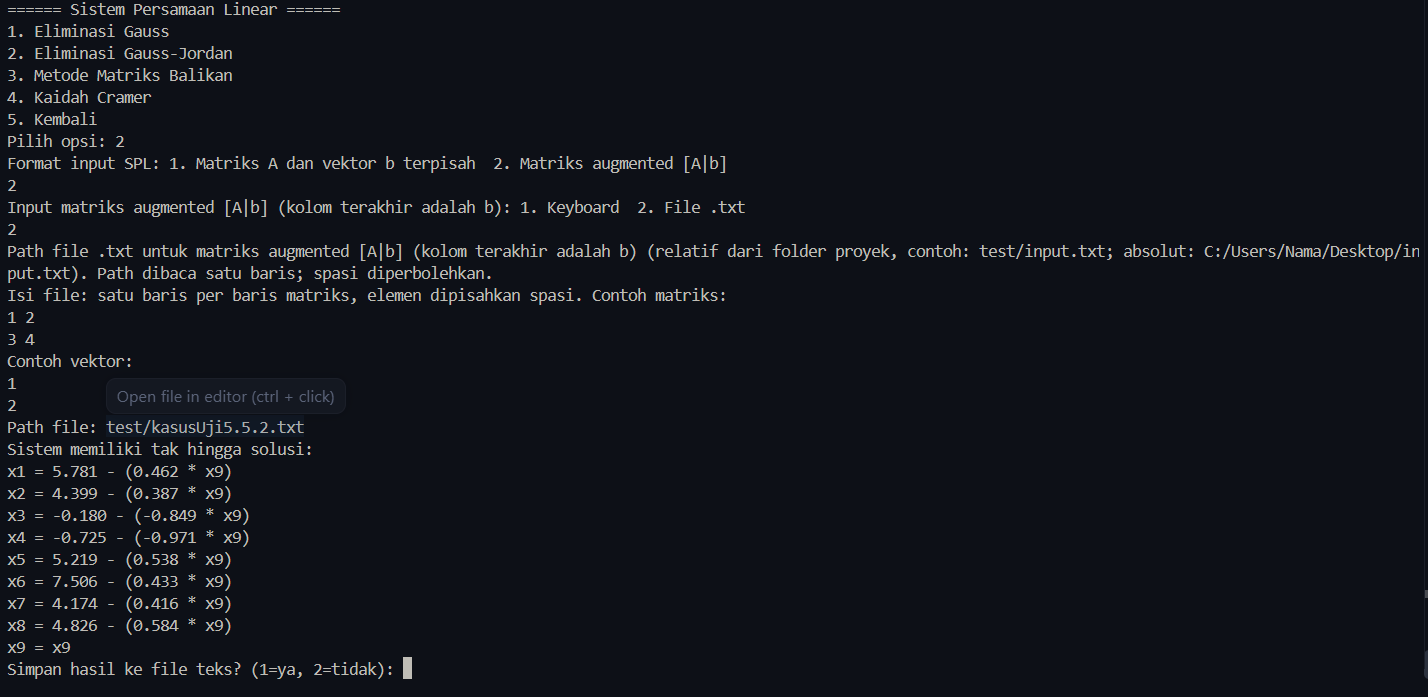 ====== Sistem Persamaan Linear ======
1. Eliminasi Gauss
2. Eliminasi Gauss-Jordan
3. Metode Matriks Balikan
4. Kaidah Cramer
5. Kembali
Pilih opsi: 2
Format input SPL: 1. Matriks A dan vektor b terpisah  2. Matriks augmented [A|b]
2
Input matriks augmented [A|b] (kolom terakhir adalah b): 1. Keyboard  2. File .txt
2
Path file .txt untuk matriks augmented [A|b] (kolom terakhir adalah b) (relatif dari folder proyek, contoh: test/input.txt; absolut: C:/Users/Nama/Desktop/in
put.txt). Path dibaca satu baris; spasi diperbolehkan.
Isi file: satu baris per baris matriks, elemen dipisahkan spasi. Contoh matriks:
1 2
3 4
Contoh vektor:
1
Open file in editor (ctrl + click)
2
Path file: test/kasusUji5.5.2.txt
Sistem memiliki tak hingga solusi:
x1 = 5.781 - (0.462 * x9)
x2 = 4.399 - (0.387 * x9)
x3 = -0.180 - (-0.849 * x9)
x4 = -0.725 - (-0.971 * x9)
x5 = 5.219 - (0.538 * x9)
x6 = 7.506 - (0.433 * x9)
x7 = 4.174 - (0.416 * x9)
x8 = 4.826 - (0.584 * x9)
x9 = x9
Simpan hasil ke file teks? (1=ya, 2=tidak):